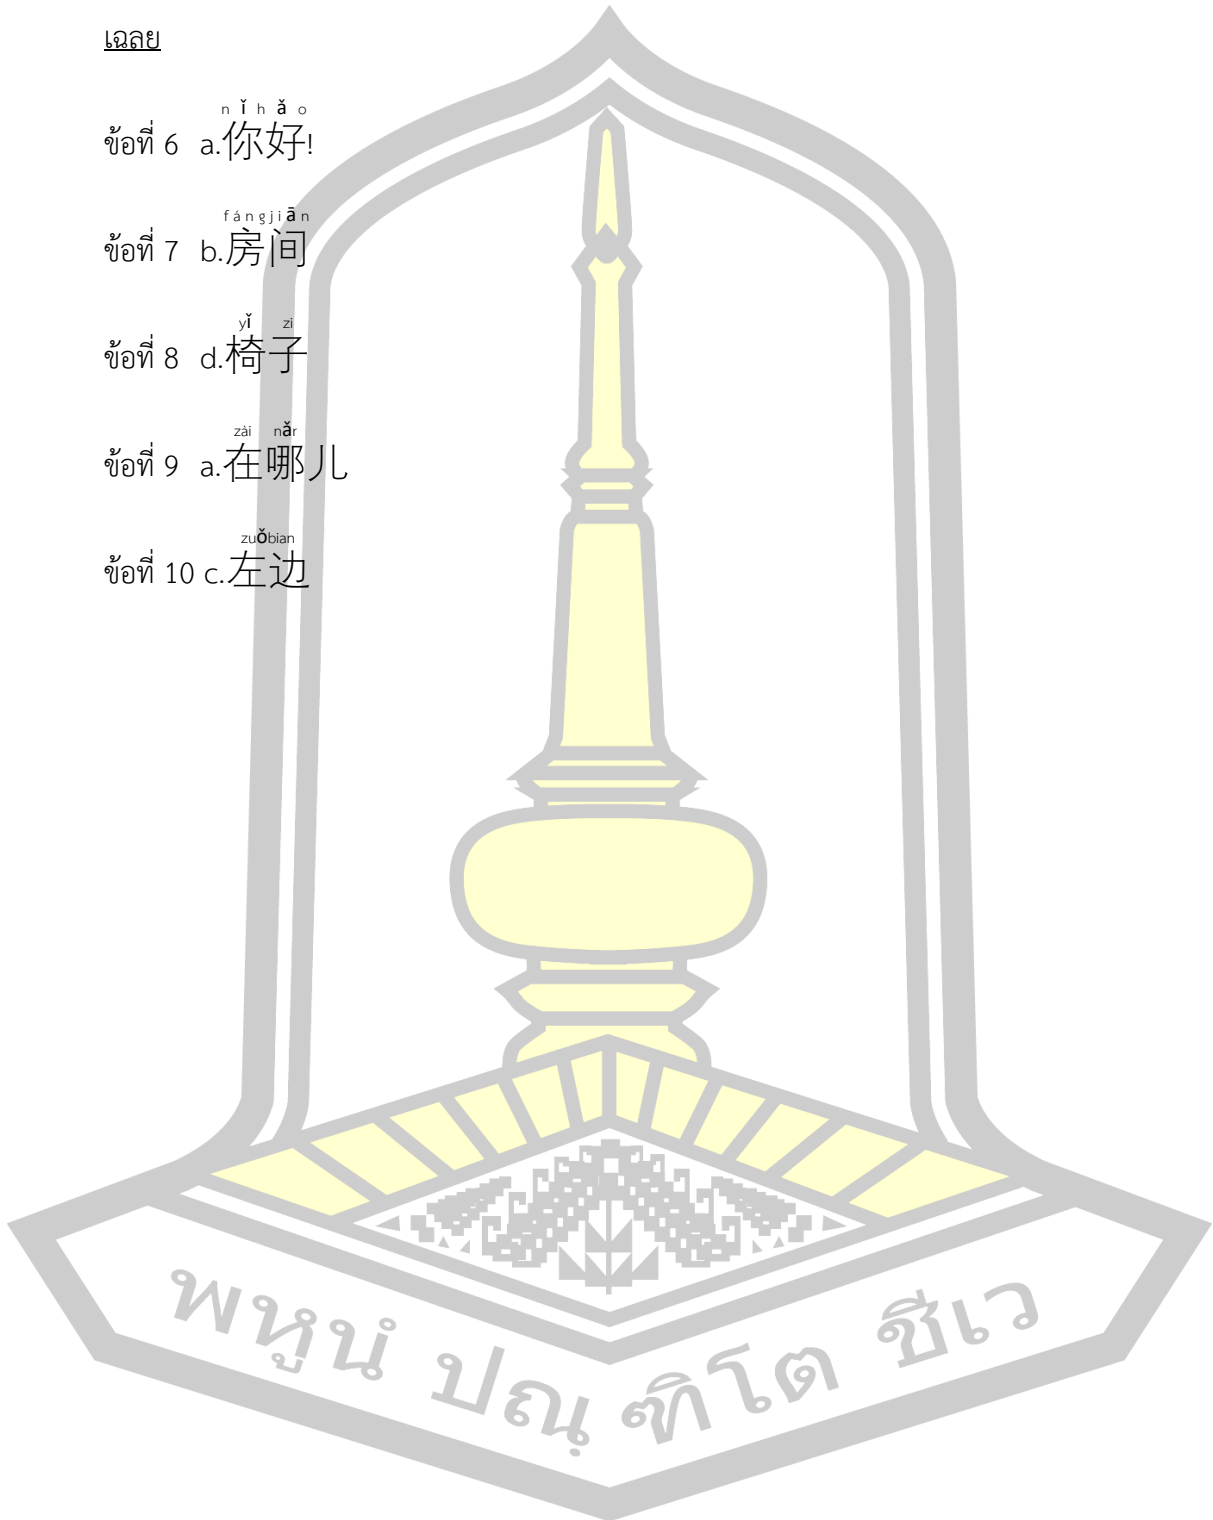 เฉลย
nǐhǎo
ข้อที่ 6 a.你好!
fángjiān
ข้อที่ 7 b.房间
yǐ zi
ข้อที่ 8 d.椅子
zài nǎr
ข้อที่ 9 a.在哪儿
zuǒbian
ข้อที่ 10 c.左边
พหูนํ ปณฺฑิโต ชีเว